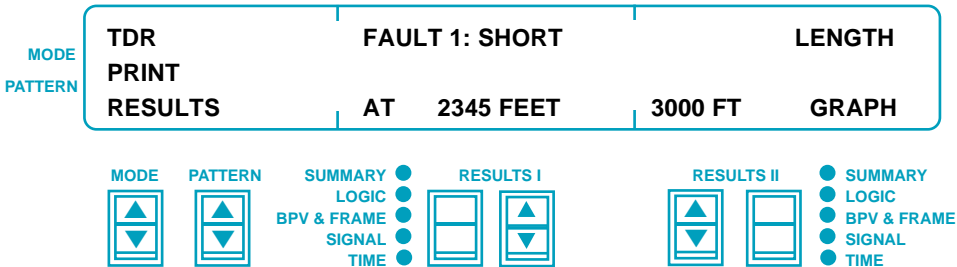 TDR FAULT 1: SHORT LENGTH
MODE
PRINT
PATTERN
RESULTS AT 2345 FEET 3000 FT GRAPH
MODE PATTERN SUMMARY RESULTS I RESULTS II SUMMARY
LOGIC LOGIC
BPV & FRAME BPV & FRAME
SIGNAL SIGNAL
TIME TIME